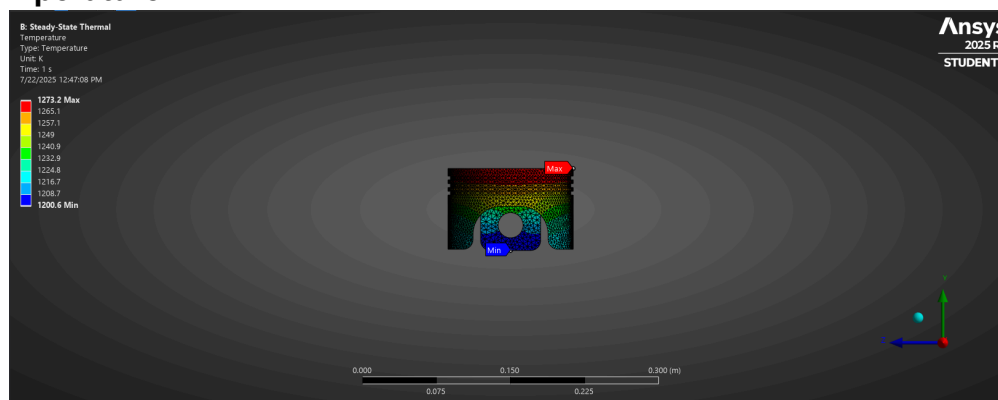 B: Steady-State Thermal
Temperature
Type: Temperature
Unit: K
Time: 1 s
7/22/2025 12:47:08 PM
1273.2 Max
1265.1
1257.1
1249
1240.9
1232.9
1224.8
1216.7
1208.7
1200.6 Min
Ansys
2025 R
STUDENT
Max
Min
Y
Z
0.000 0.150 0.300 (m)
0.075 0.225